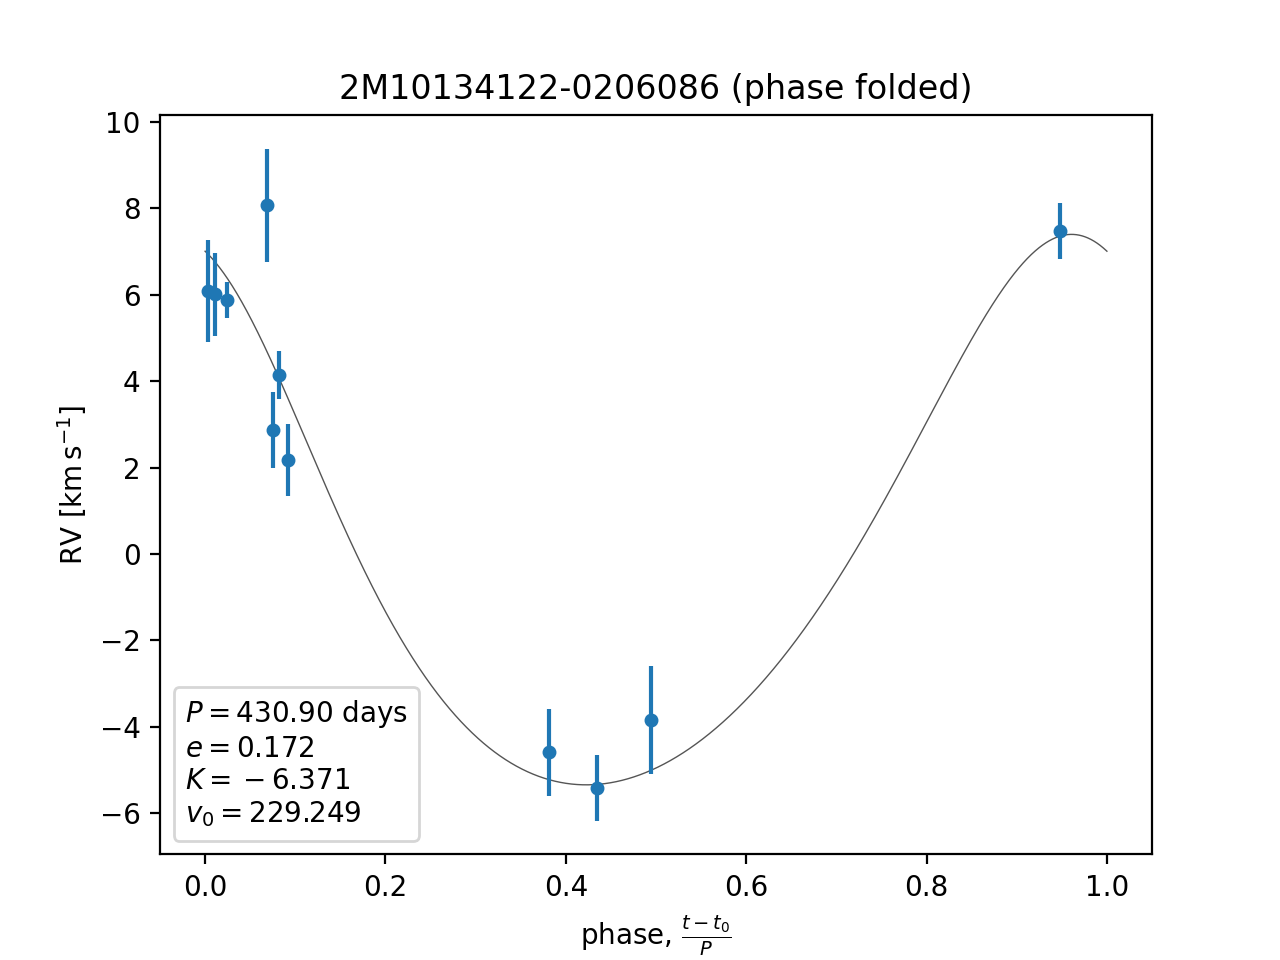 2M10134122-0206086 (phase folded)
10
8
6
4
2
0
−2
−4
−6
RV [km s⁻¹]
P = 430.90 days
e = 0.172
K = −6.371
v₀ = 229.249
0.0 0.2 0.4 0.6 0.8 1.0
phase, (t − t₀)/P